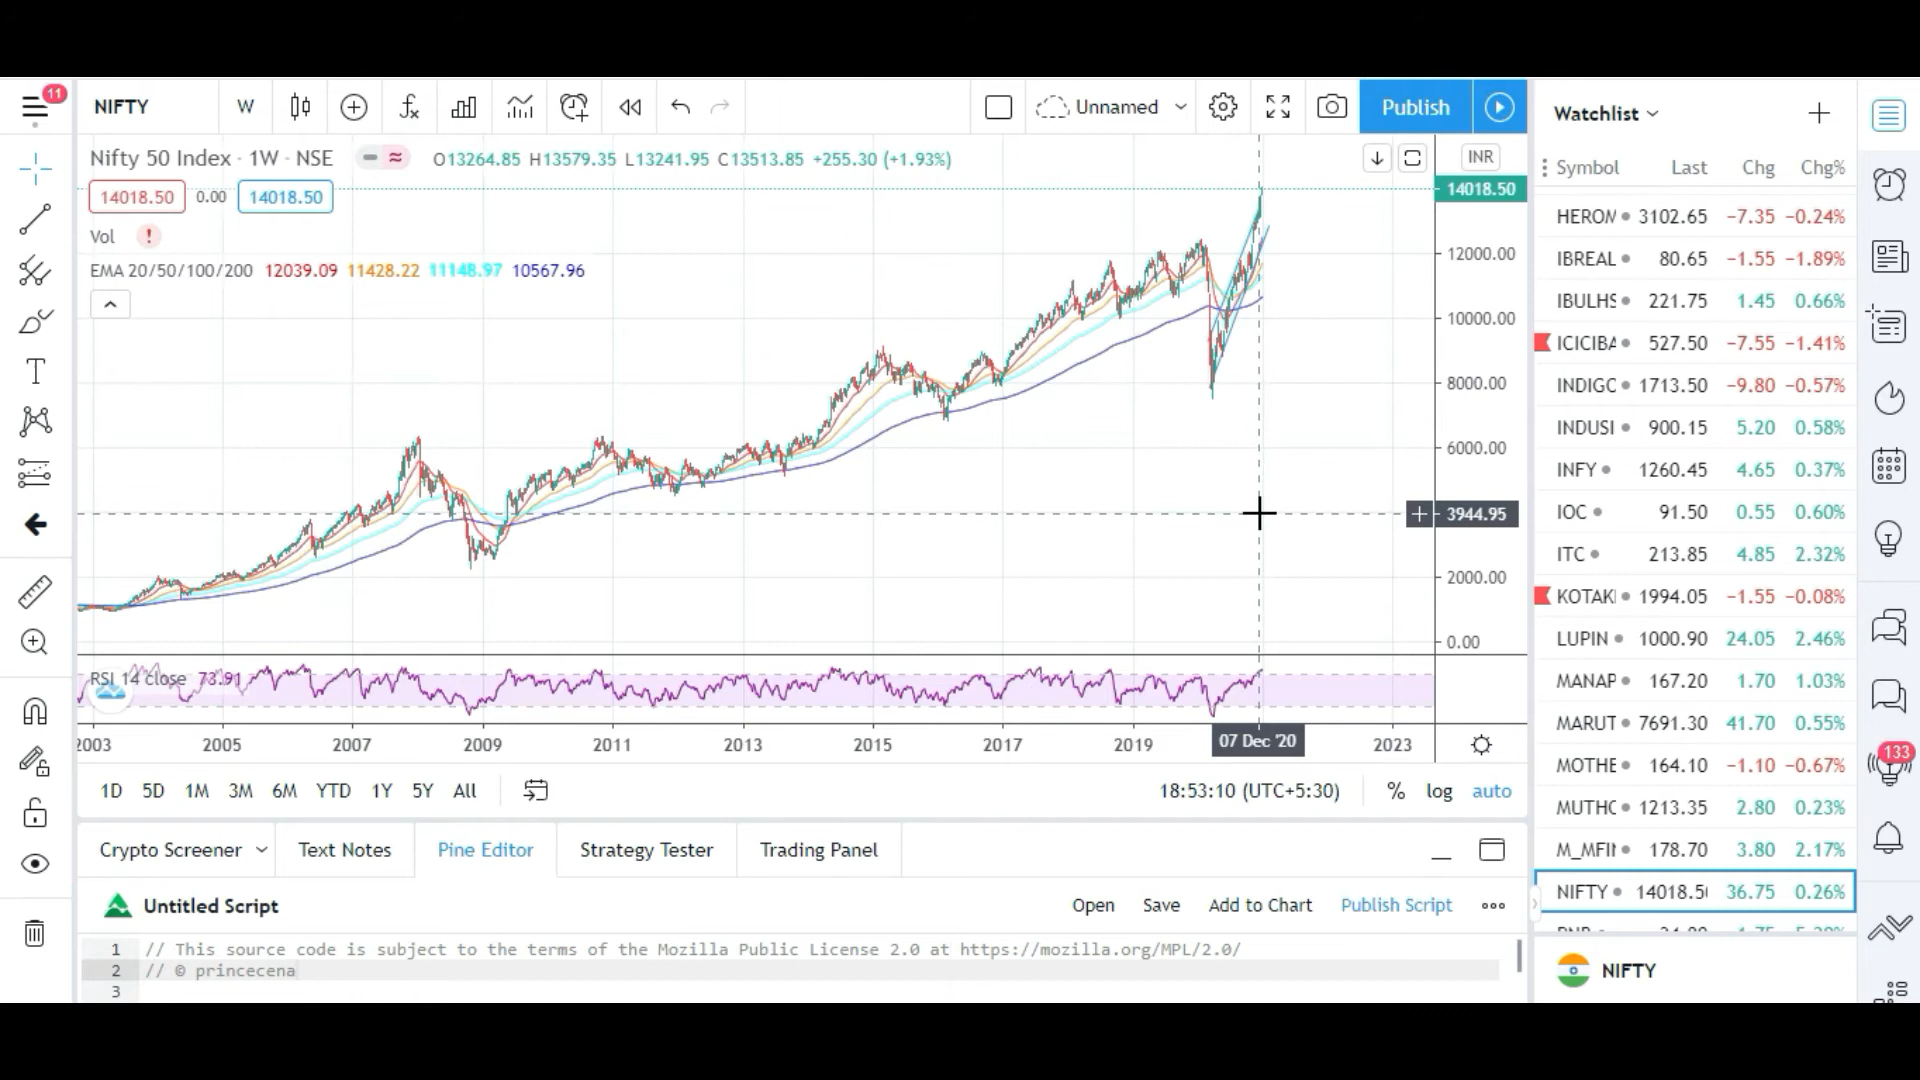 11
NIFTY
W
Unnamed
Publish
Nifty 50 Index · 1W · NSE
O13264.85 H13579.35 L13241.95 C13513.85 +255.30 (+1.93%)
INR
14018.50 0.00 14018.50
14018.50
Vol
EMA 20/50/100/200 12039.09 11428.22 11148.97 10567.96
12000.00
10000.00
8000.00
6000.00
3944.95
2000.00
0.00
RSI 14 close 73.91
2003 2005 2007 2009 2011 2013 2015 2017 2019 07 Dec '20 2023
1D 5D 1M 3M 6M YTD 1Y 5Y All
18:53:10 (UTC+5:30) % log auto
Crypto Screener Text Notes Pine Editor Strategy Tester Trading Panel
Untitled Script
Open Save Add to Chart Publish Script
1 // This source code is subject to the terms of the Mozilla Public License 2.0 at https://mozilla.org/MPL/2.0/
2 // © princecena
3
Watchlist
Symbol Last Chg Chg%
HEROM 3102.65 −7.35 −0.24%
IBREAL 80.65 −1.55 −1.89%
IBULHS 221.75 1.45 0.66%
ICICIBA 527.50 −7.55 −1.41%
INDIGO 1713.50 −9.80 −0.57%
INDUSI 900.15 5.20 0.58%
INFY 1260.45 4.65 0.37%
IOC 91.50 0.55 0.60%
ITC 213.85 4.85 2.32%
KOTAK 1994.05 −1.55 −0.08%
LUPIN 1000.90 24.05 2.46%
MANAP 167.20 1.70 1.03%
MARUT 7691.30 41.70 0.55%
MOTHE 164.10 −1.10 −0.67%
MUTHO 1213.35 2.80 0.23%
M_MFIN 178.70 3.80 2.17%
NIFTY 14018.50 36.75 0.26%
NIFTY
133